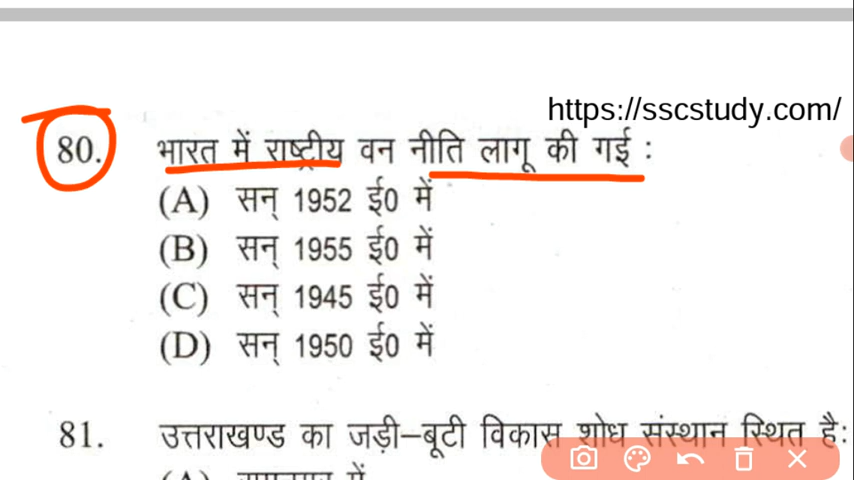 https://sscstudy.com/
80. भारत में राष्ट्रीय वन नीति लागू की गई :
(A) सन् 1952 ई0 में
(B) सन् 1955 ई0 में
(C) सन् 1945 ई0 में
(D) सन् 1950 ई0 में
81. उत्तराखण्ड का जड़ी–बूटी विकास शोध संस्थान स्थित है: